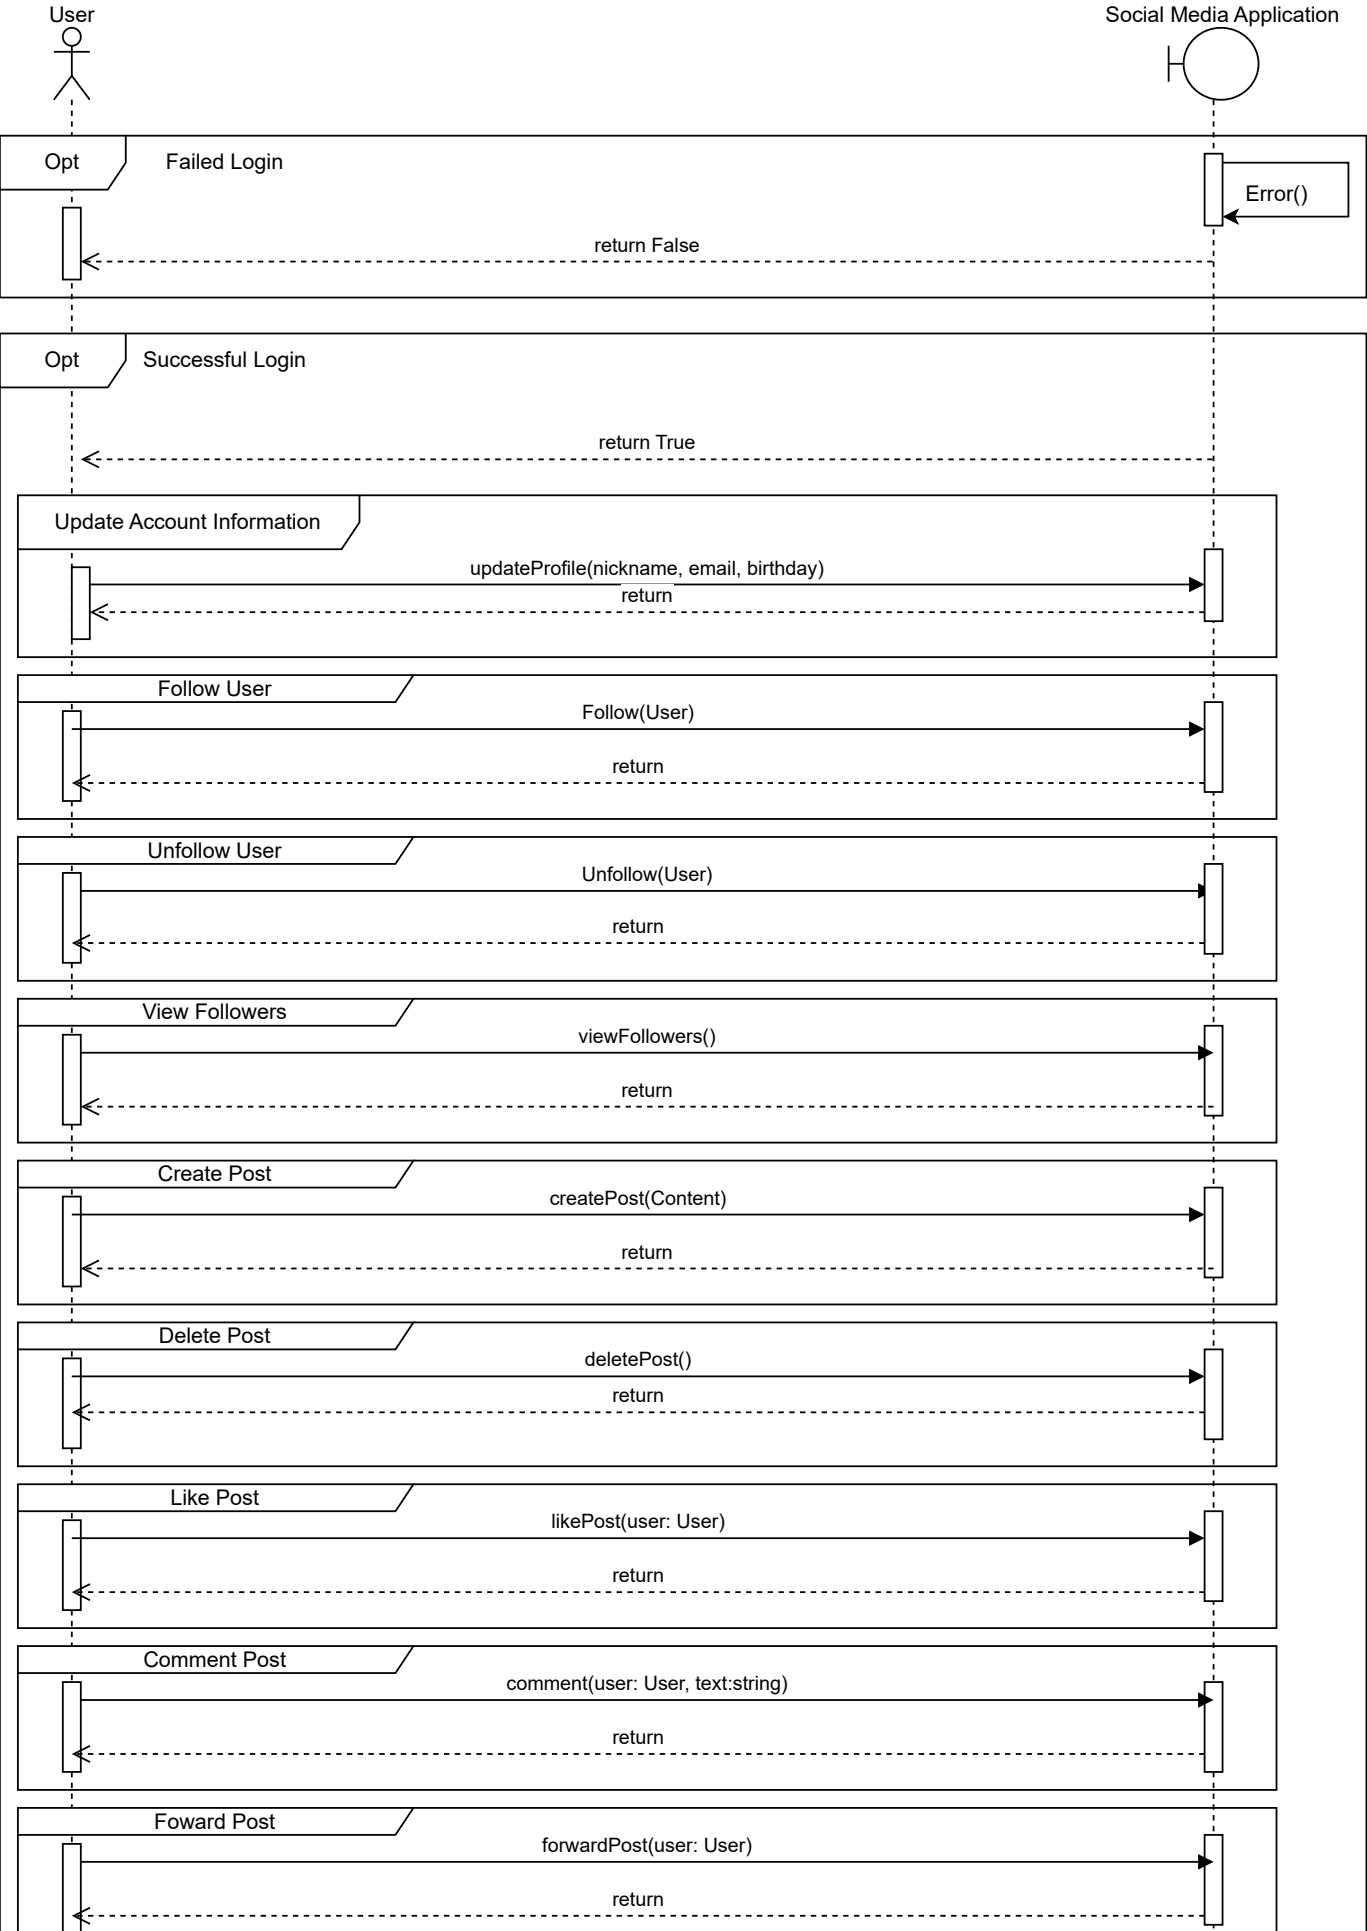 User
Social Media Application
Opt
Failed Login
Error()
return False
Opt
Successful Login
return True
Update Account Information
updateProfile(nickname, email, birthday)
return
Follow User
Follow(User)
return
Unfollow User
Unfollow(User)
return
View Followers
viewFollowers()
return
Create Post
createPost(Content)
return
Delete Post
deletePost()
return
Like Post
likePost(user: User)
return
Comment Post
comment(user: User, text:string)
return
Foward Post
forwardPost(user: User)
return